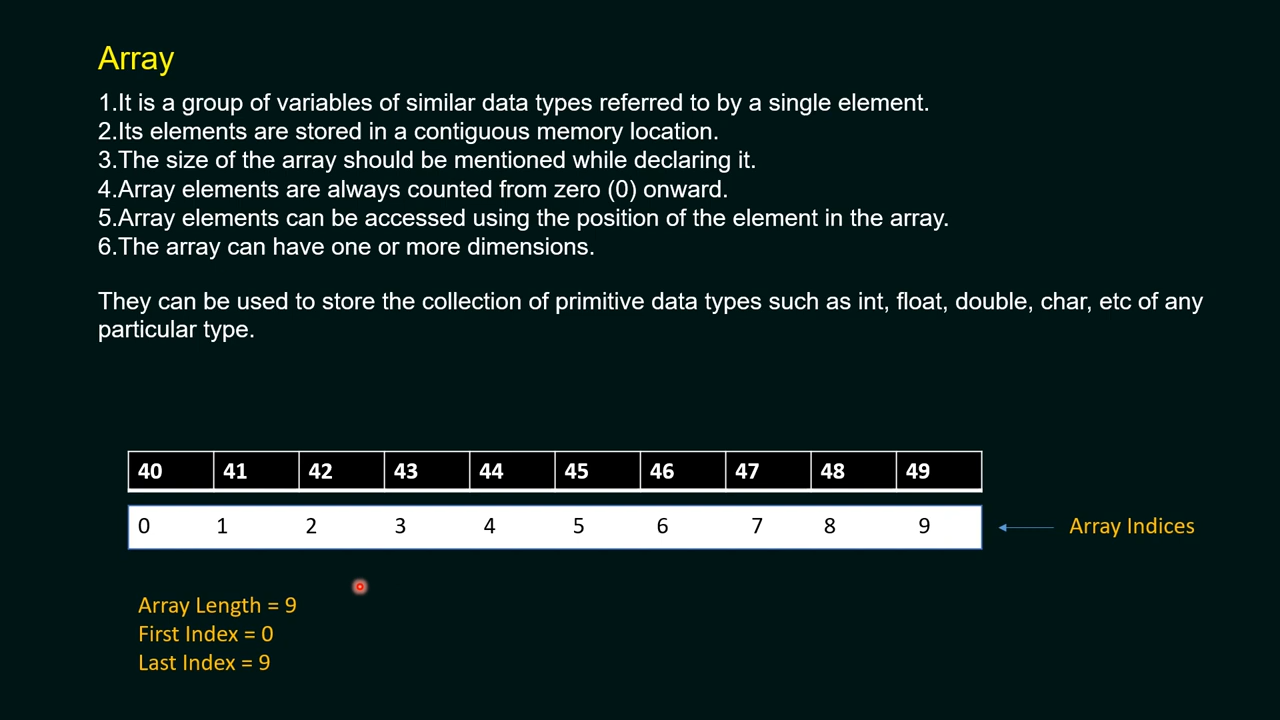 Array
1.It is a group of variables of similar data types referred to by a single element.
2.Its elements are stored in a contiguous memory location.
3.The size of the array should be mentioned while declaring it.
4.Array elements are always counted from zero (0) onward.
5.Array elements can be accessed using the position of the element in the array.
6.The array can have one or more dimensions.
They can be used to store the collection of primitive data types such as int, float, double, char, etc of any
particular type.
40 41 42 43 44 45 46 47 48 49
0 1 2 3 4 5 6 7 8 9 Array Indices
Array Length = 9
First Index = 0
Last Index = 9